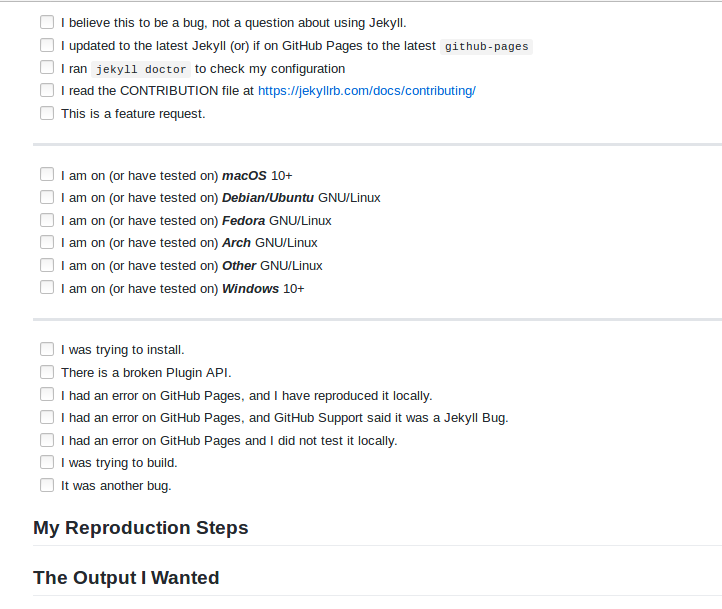 I believe this to be a bug, not a question about using Jekyll.
I updated to the latest Jekyll (or) if on GitHub Pages to the latest github-pages
I ran jekyll doctor to check my configuration
I read the CONTRIBUTION file at https://jekyllrb.com/docs/contributing/
This is a feature request.
I am on (or have tested on) macOS 10+
I am on (or have tested on) Debian/Ubuntu GNU/Linux
I am on (or have tested on) Fedora GNU/Linux
I am on (or have tested on) Arch GNU/Linux
I am on (or have tested on) Other GNU/Linux
I am on (or have tested on) Windows 10+
I was trying to install.
There is a broken Plugin API.
I had an error on GitHub Pages, and I have reproduced it locally.
I had an error on GitHub Pages, and GitHub Support said it was a Jekyll Bug.
I had an error on GitHub Pages and I did not test it locally.
I was trying to build.
It was another bug.
My Reproduction Steps
The Output I Wanted